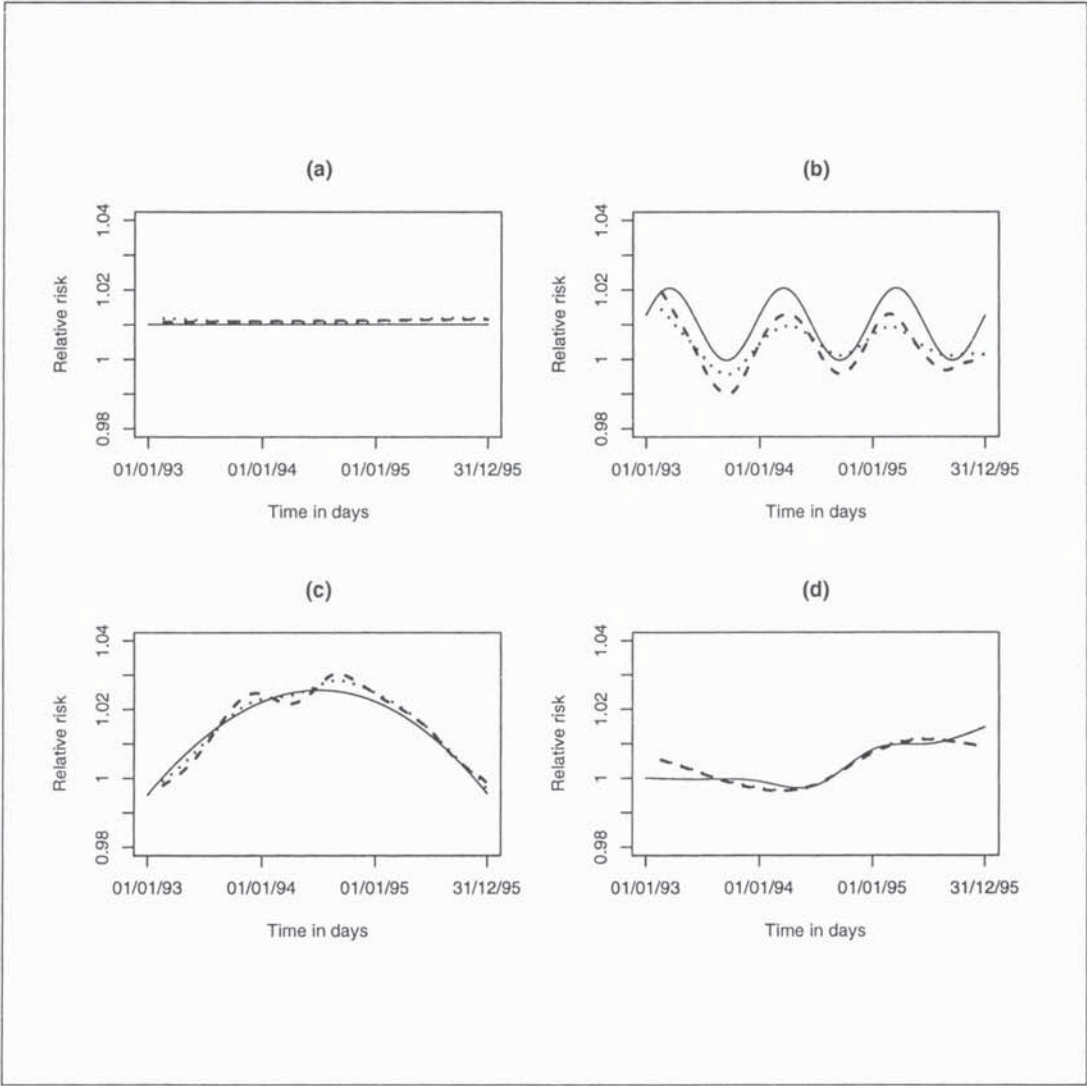 (a)
Relative risk
1.04
1.02
1
0.98
01/01/93 01/01/94 01/01/95 31/12/95
Time in days
(b)
Relative risk
1.04
1.02
1
0.98
01/01/93 01/01/94 01/01/95 31/12/95
Time in days
(c)
Relative risk
1.04
1.02
1
0.98
01/01/93 01/01/94 01/01/95 31/12/95
Time in days
(d)
Relative risk
1.04
1.02
1
0.98
01/01/93 01/01/94 01/01/95 31/12/95
Time in days